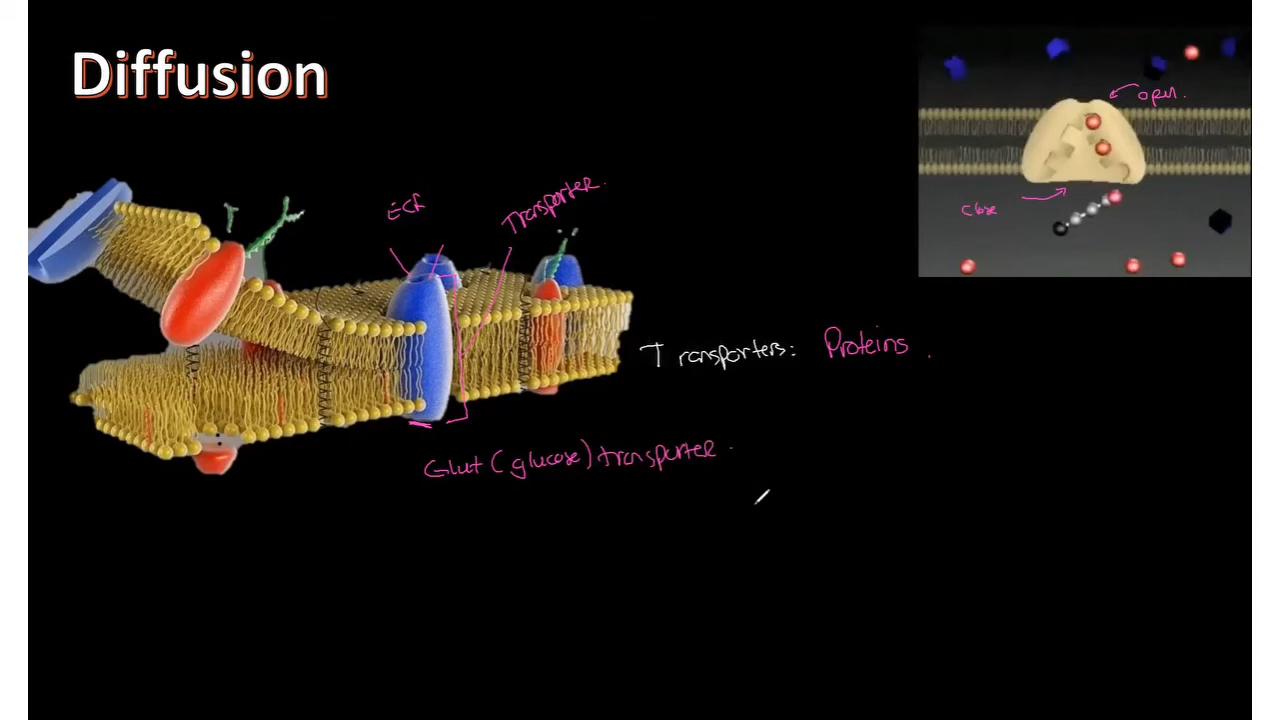 Diffusion
open.
ECF
Transporter.
Close
Transporters: Proteins.
Glut (glucose) transporter.